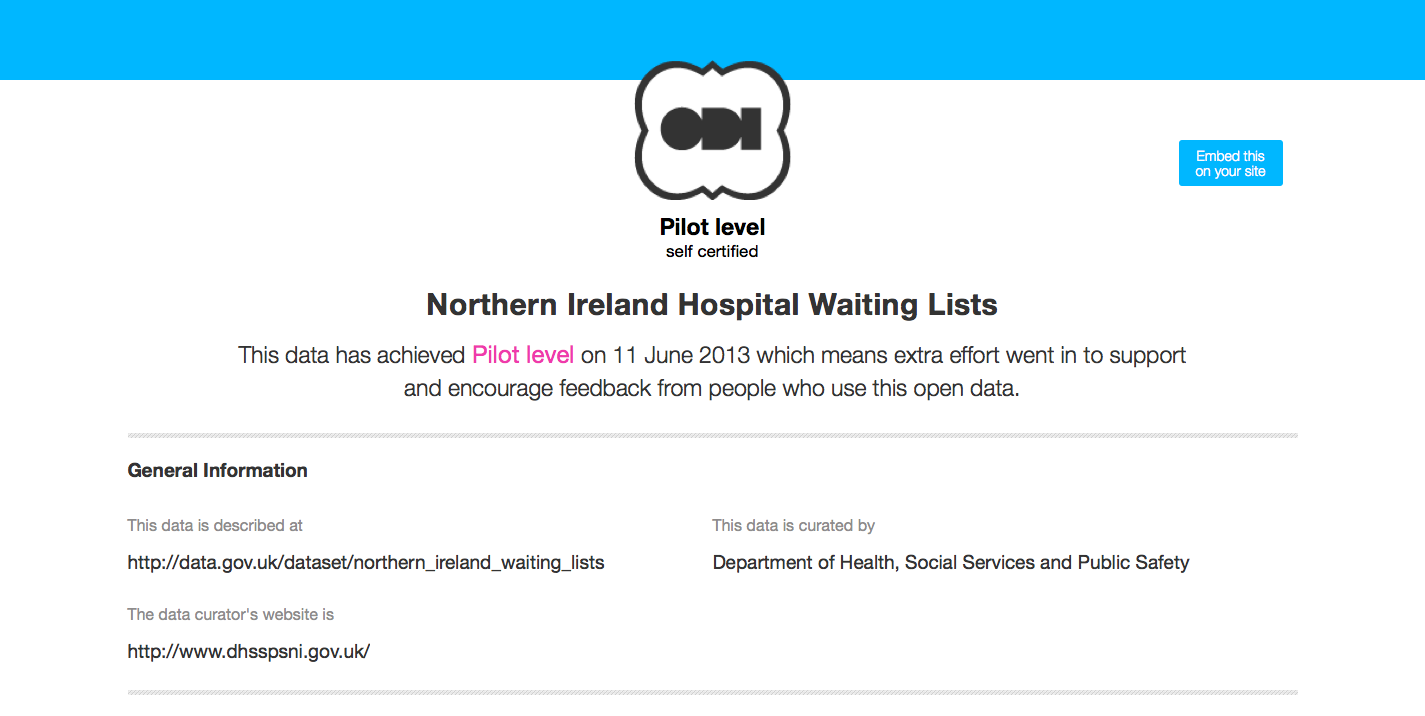 ODI
Embed this
on your site
Pilot level
self certified
Northern Ireland Hospital Waiting Lists
This data has achieved Pilot level on 11 June 2013 which means extra effort went in to support
and encourage feedback from people who use this open data.
General Information
This data is described at
http://data.gov.uk/dataset/northern_ireland_waiting_lists
This data is curated by
Department of Health, Social Services and Public Safety
The data curator's website is
http://www.dhsspsni.gov.uk/